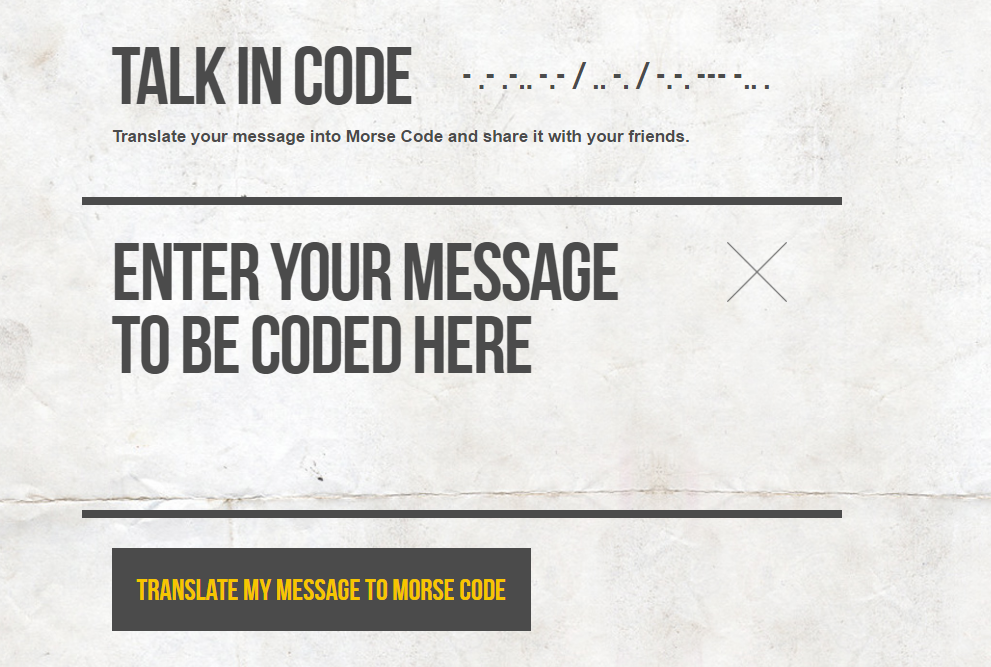 TALK IN CODE - .- .-.. -.- / .. -. / -.-. --- -.. .
Translate your message into Morse Code and share it with your friends.
ENTER YOUR MESSAGE
TO BE CODED HERE
TRANSLATE MY MESSAGE TO MORSE CODE